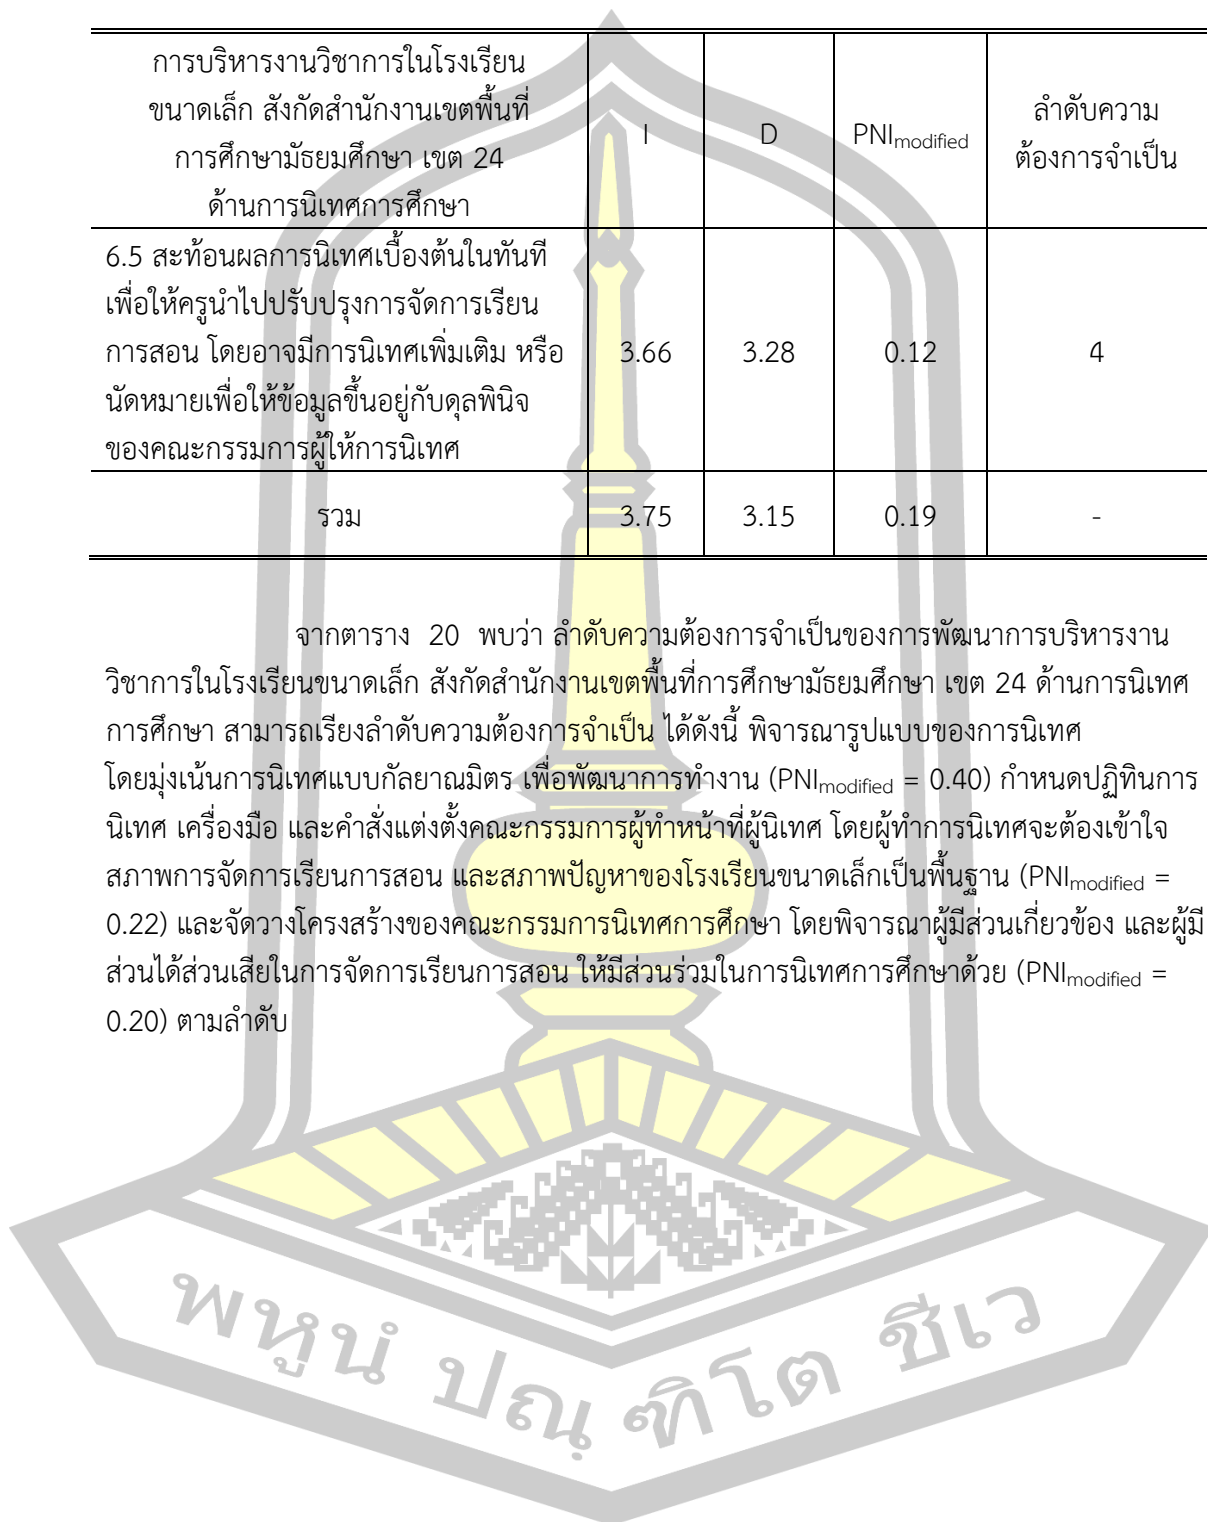 การบริหารงานวิชาการในโรงเรียน
ขนาดเล็ก สังกัดสำนักงานเขตพื้นที่
การศึกษามัธยมศึกษา เขต 24
ด้านการนิเทศการศึกษา
I
D
PNImodified
ลำดับความ
ต้องการจำเป็น
6.5 สะท้อนผลการนิเทศเบื้องต้นในทันที
เพื่อให้ครูนำไปปรับปรุงการจัดการเรียน
การสอน โดยอาจมีการนิเทศเพิ่มเติม หรือ
นัดหมายเพื่อให้ข้อมูลขึ้นอยู่กับดุลพินิจ
ของคณะกรรมการผู้ให้การนิเทศ
3.66
3.28
0.12
4
รวม
3.75
3.15
0.19
-
จากตาราง 20 พบว่า ลำดับความต้องการจำเป็นของการพัฒนาการบริหารงาน
วิชาการในโรงเรียนขนาดเล็ก สังกัดสำนักงานเขตพื้นที่การศึกษามัธยมศึกษา เขต 24 ด้านการนิเทศ
การศึกษา สามารถเรียงลำดับความต้องการจำเป็น ได้ดังนี้ พิจารณารูปแบบของการนิเทศ
โดยมุ่งเน้นการนิเทศแบบกัลยาณมิตร เพื่อพัฒนาการทำงาน (PNImodified = 0.40) กำหนดปฏิทินการ
นิเทศ เครื่องมือ และคำสั่งแต่งตั้งคณะกรรมการผู้ทำหน้าที่ผู้นิเทศ โดยผู้ทำการนิเทศจะต้องเข้าใจ
สภาพการจัดการเรียนการสอน และสภาพปัญหาของโรงเรียนขนาดเล็กเป็นพื้นฐาน (PNImodified =
0.22) และจัดวางโครงสร้างของคณะกรรมการนิเทศการศึกษา โดยพิจารณาผู้มีส่วนเกี่ยวข้อง และผู้มี
ส่วนได้ส่วนเสียในการจัดการเรียนการสอน ให้มีส่วนร่วมในการนิเทศการศึกษาด้วย (PNImodified =
0.20) ตามลำดับ
พหูนํ ปณฺฑิโต ชีเว